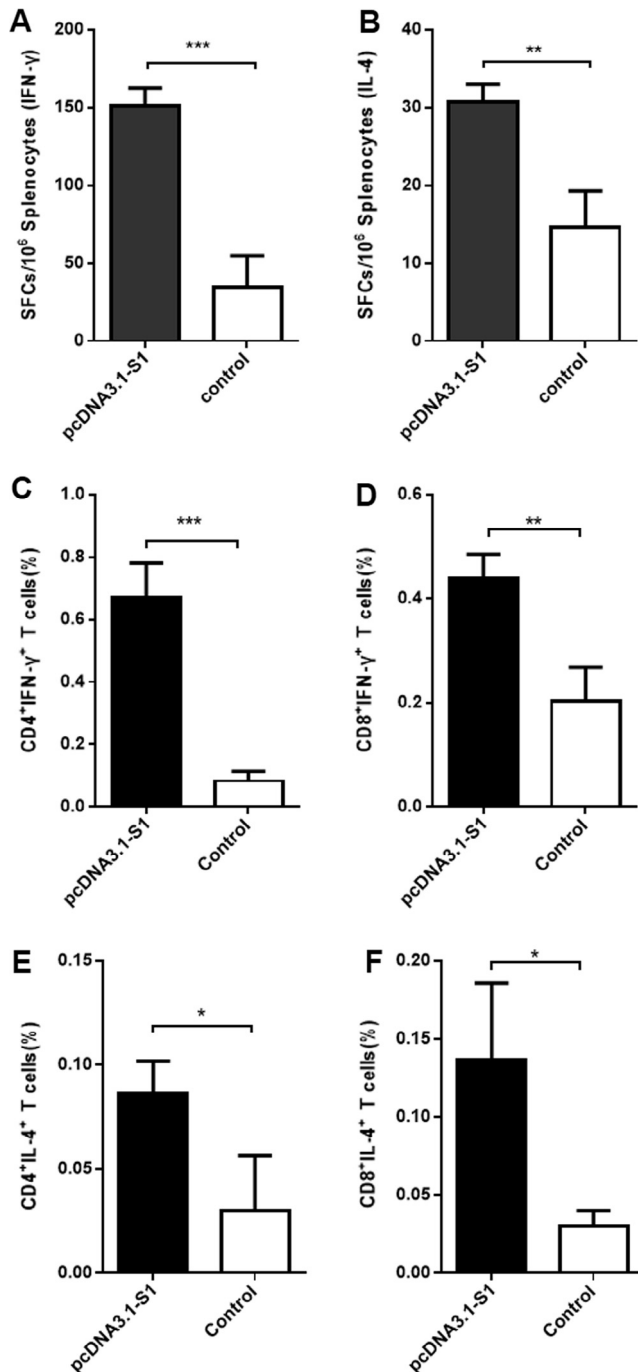 A
SFCs/10⁶ Splenocytes (IFN-γ)
200
150
100
50
0
***
pcDNA3.1-S1
control
B
SFCs/10⁶ Splenocytes (IL-4)
40
30
20
10
0
**
pcDNA3.1-S1
control
C
CD4⁺IFN-γ⁺ T cells(%)
1.0
0.8
0.6
0.4
0.2
0.0
***
pcDNA3.1-S1
Control
D
CD8⁺IFN-γ⁺ T cells(%)
0.6
0.4
0.2
0.0
**
pcDNA3.1-S1
Control
E
CD4⁺IL-4⁺ T cells(%)
0.15
0.10
0.05
0.00
*
pcDNA3.1-S1
Control
F
CD8⁺IL-4⁺ T cells(%)
0.20
0.15
0.10
0.05
0.00
*
pcDNA3.1-S1
Control